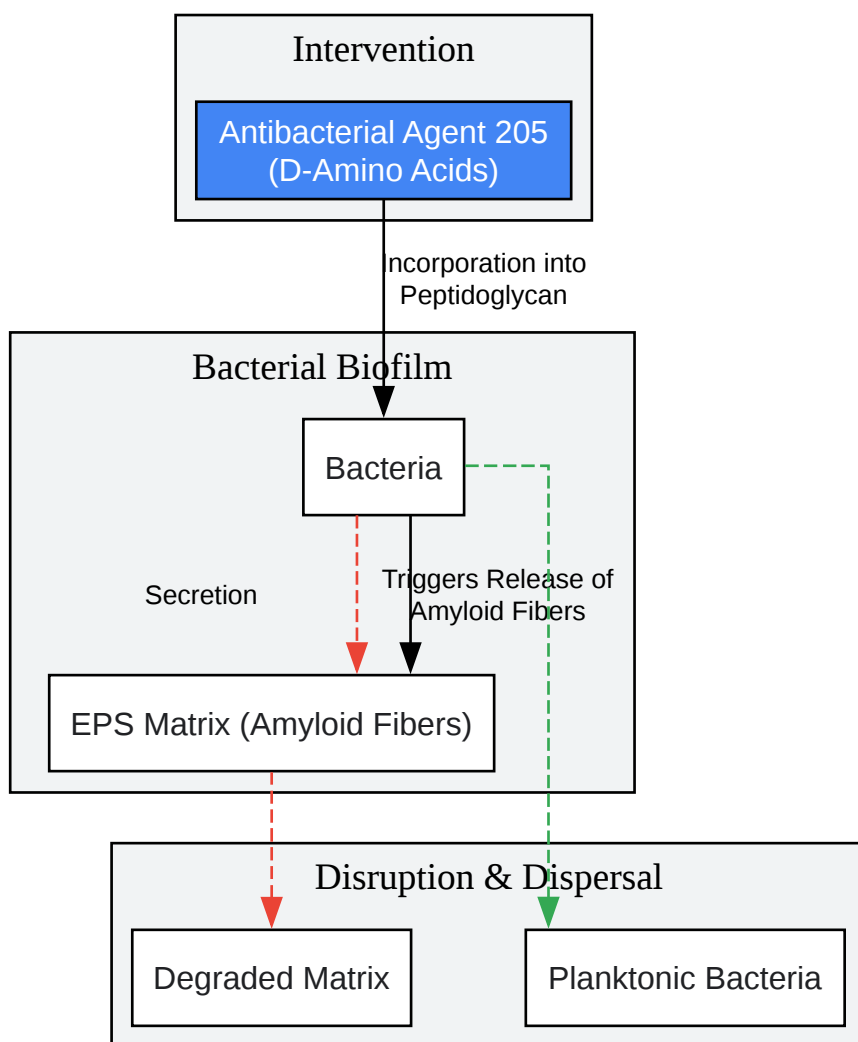 Intervention
Antibacterial Agent 205
(D-Amino Acids)
Incorporation into
Peptidoglycan
Bacterial Biofilm
Bacteria
Secretion
Triggers Release of
Amyloid Fibers
EPS Matrix (Amyloid Fibers)
Disruption & Dispersal
Degraded Matrix
Planktonic Bacteria